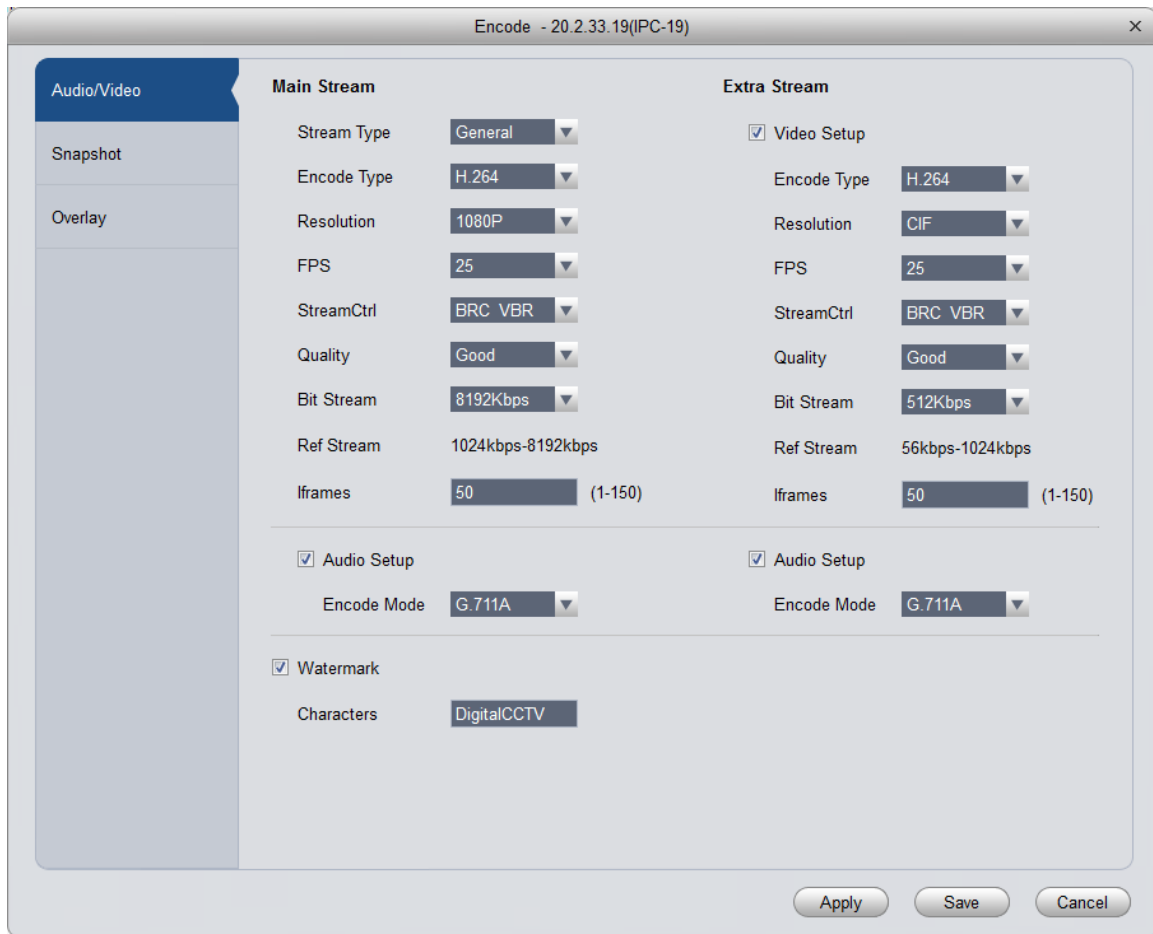 Encode - 20.2.33.19(IPC-19)
Audio/Video
Snapshot
Overlay
Main Stream
Stream Type General
Encode Type H.264
Resolution 1080P
FPS 25
StreamCtrl BRC VBR
Quality Good
Bit Stream 8192Kbps
Ref Stream 1024kbps-8192kbps
Iframes 50 (1-150)
Audio Setup
Encode Mode G.711A
Watermark
Characters DigitalCCTV
Extra Stream
Video Setup
Encode Type H.264
Resolution CIF
FPS 25
StreamCtrl BRC VBR
Quality Good
Bit Stream 512Kbps
Ref Stream 56kbps-1024kbps
Iframes 50 (1-150)
Audio Setup
Encode Mode G.711A
Apply Save Cancel